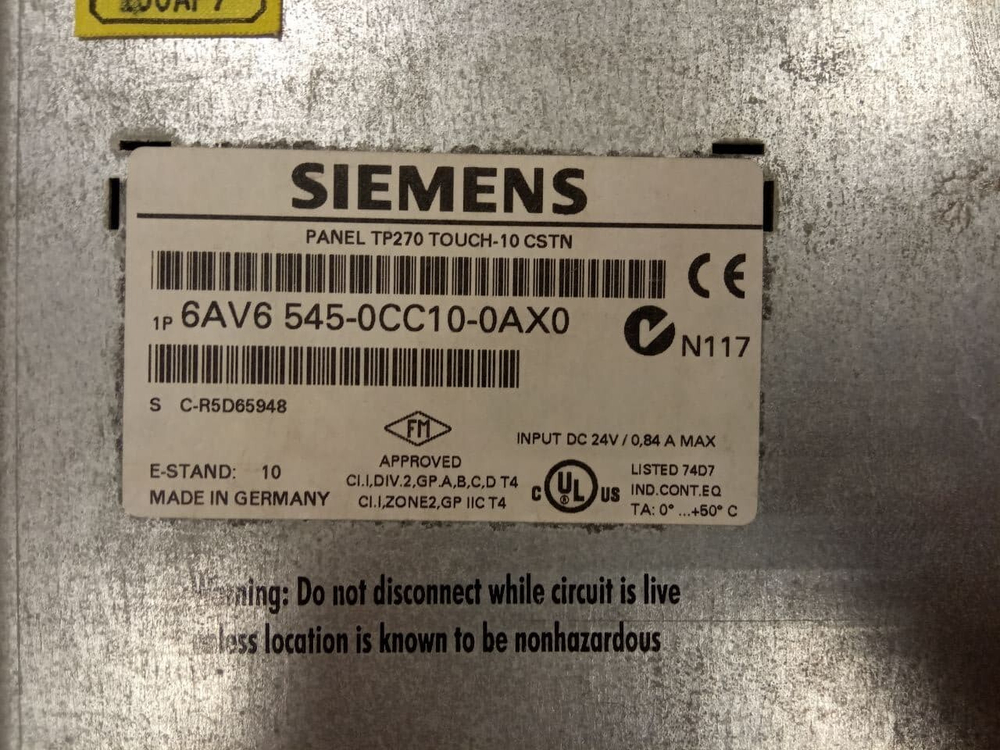 SIEMENS
PANEL TP270 TOUCH-10 CSTN
CE
1P 6AV6 545-0CC10-0AX0
N117
S C-R5D65948
FM
APPROVED
CI.I,DIV.2,GP.A,B,C,D T4
CI.I,ZONE2,GP IIC T4
INPUT DC 24V / 0,84 A MAX
E-STAND: 10
MADE IN GERMANY
C UL US
LISTED 74D7
IND.CONT.EQ
TA: 0° ...+50° C
Warning: Do not disconnect while circuit is live
unless location is known to be nonhazardous